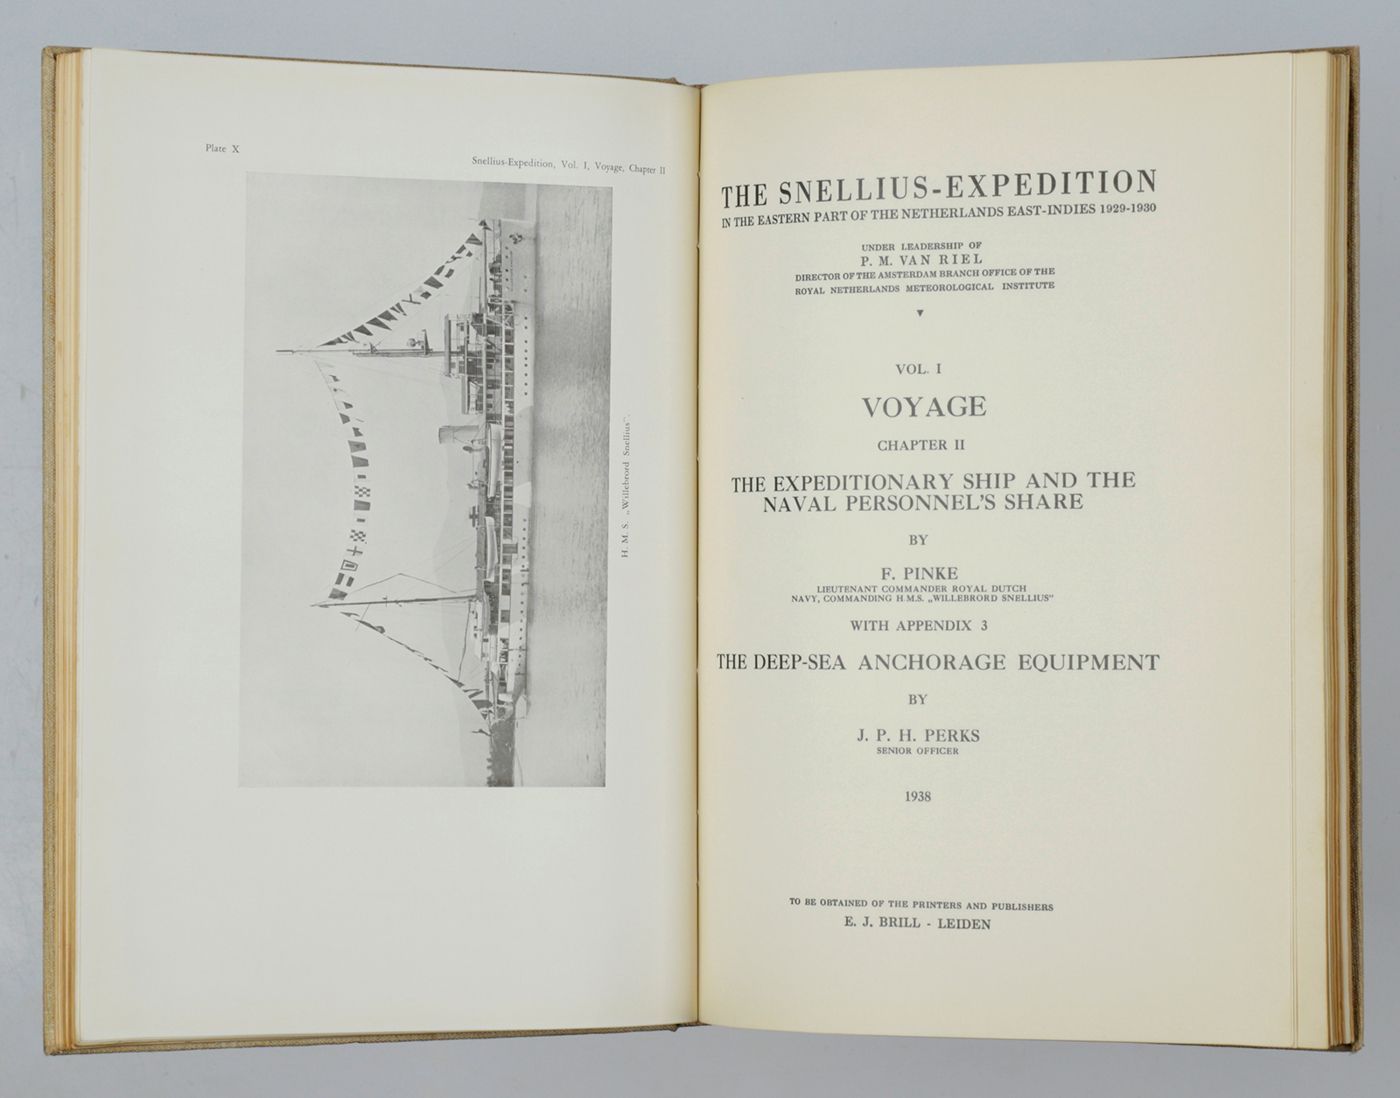 Plate X
Snellius-Expedition, Vol. I, Voyage, Chapter II
H. M. S. „Willebrord Snellius”.
THE SNELLIUS-EXPEDITION
IN THE EASTERN PART OF THE NETHERLANDS EAST-INDIES 1929-1930
UNDER LEADERSHIP OF
P. M. VAN RIEL
DIRECTOR OF THE AMSTERDAM BRANCH OFFICE OF THE
ROYAL NETHERLANDS METEOROLOGICAL INSTITUTE
VOL. I
VOYAGE
CHAPTER II
THE EXPEDITIONARY SHIP AND THE
NAVAL PERSONNEL'S SHARE
BY
F. PINKE
LIEUTENANT COMMANDER ROYAL DUTCH
NAVY, COMMANDING H.M.S. „WILLEBRORD SNELLIUS”
WITH APPENDIX 3
THE DEEP-SEA ANCHORAGE EQUIPMENT
BY
J. P. H. PERKS
SENIOR OFFICER
1938
TO BE OBTAINED OF THE PRINTERS AND PUBLISHERS
E. J. BRILL - LEIDEN